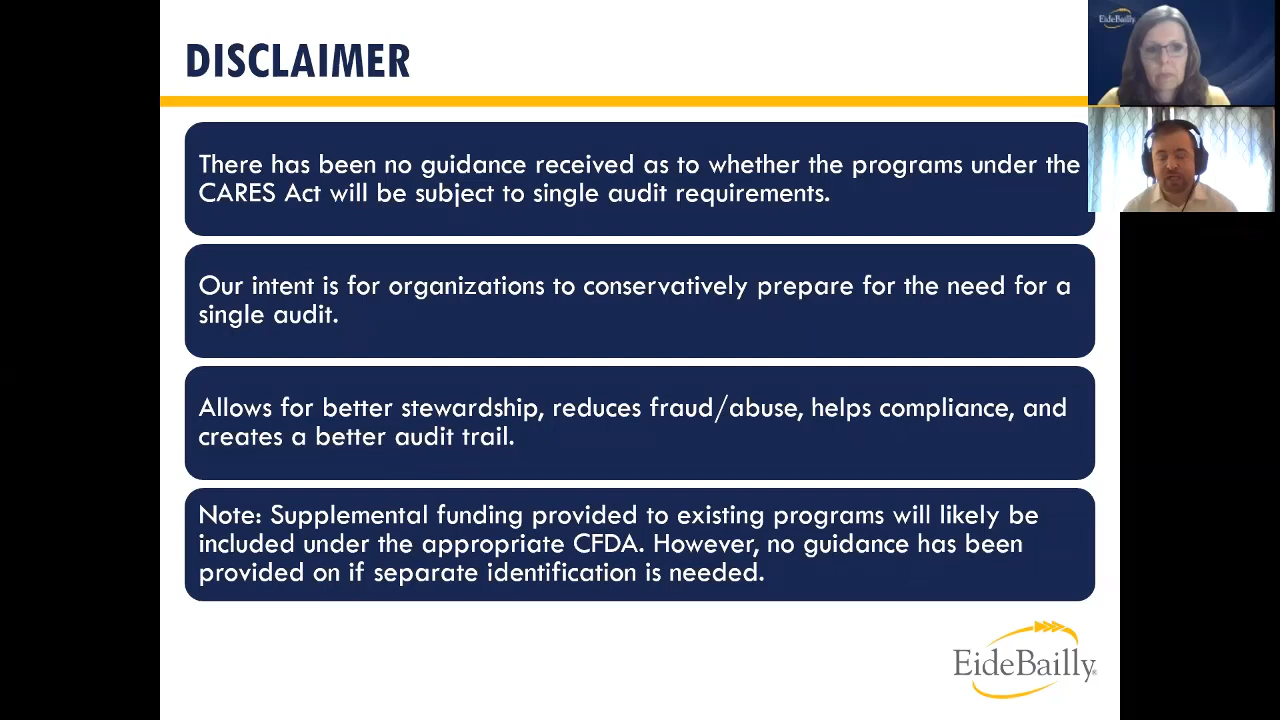 DISCLAIMER
There has been no guidance received as to whether the programs under the
CARES Act will be subject to single audit requirements.
Our intent is for organizations to conservatively prepare for the need for a
single audit.
Allows for better stewardship, reduces fraud/abuse, helps compliance, and
creates a better audit trail.
Note: Supplemental funding provided to existing programs will likely be
included under the appropriate CFDA. However, no guidance has been
provided on if separate identification is needed.
EideBailly®
EideBailly